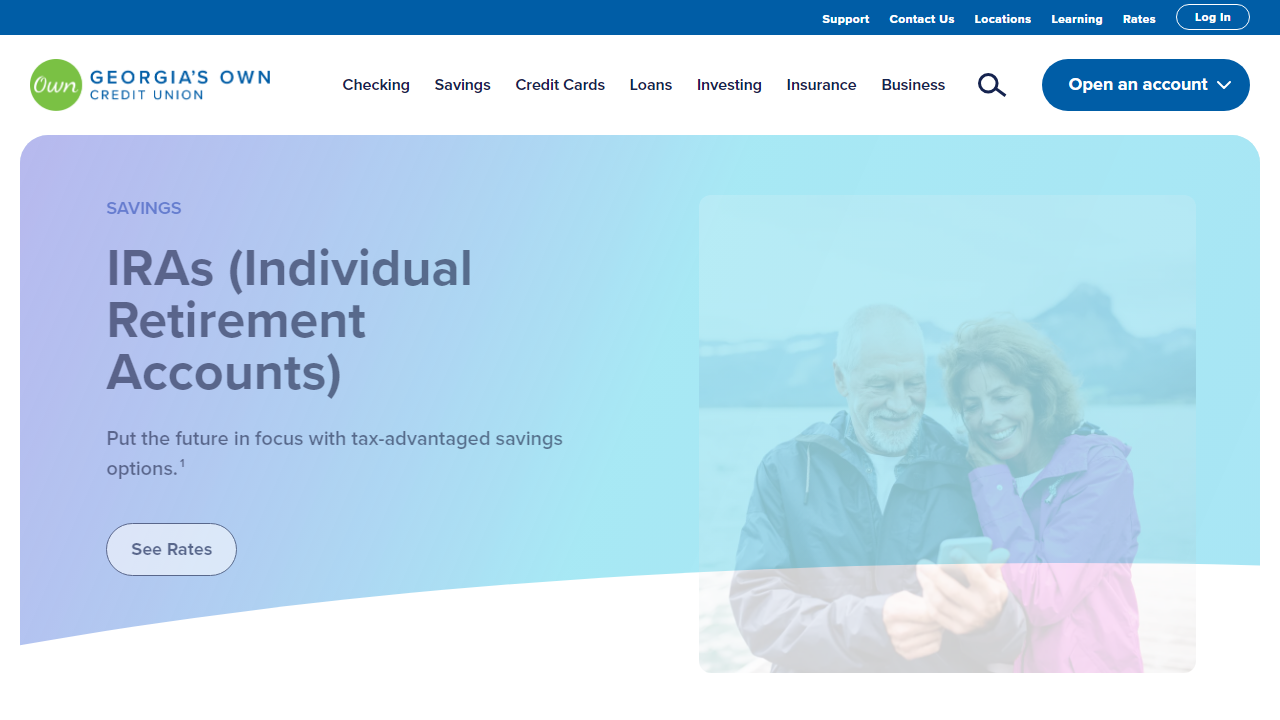 Support Contact Us Locations Learning Rates Log In
Own GEORGIA'S OWN
CREDIT UNION
Checking Savings Credit Cards Loans Investing Insurance Business Open an account
SAVINGS
IRAs (Individual
Retirement
Accounts)
Put the future in focus with tax-advantaged savings
options.¹
See Rates